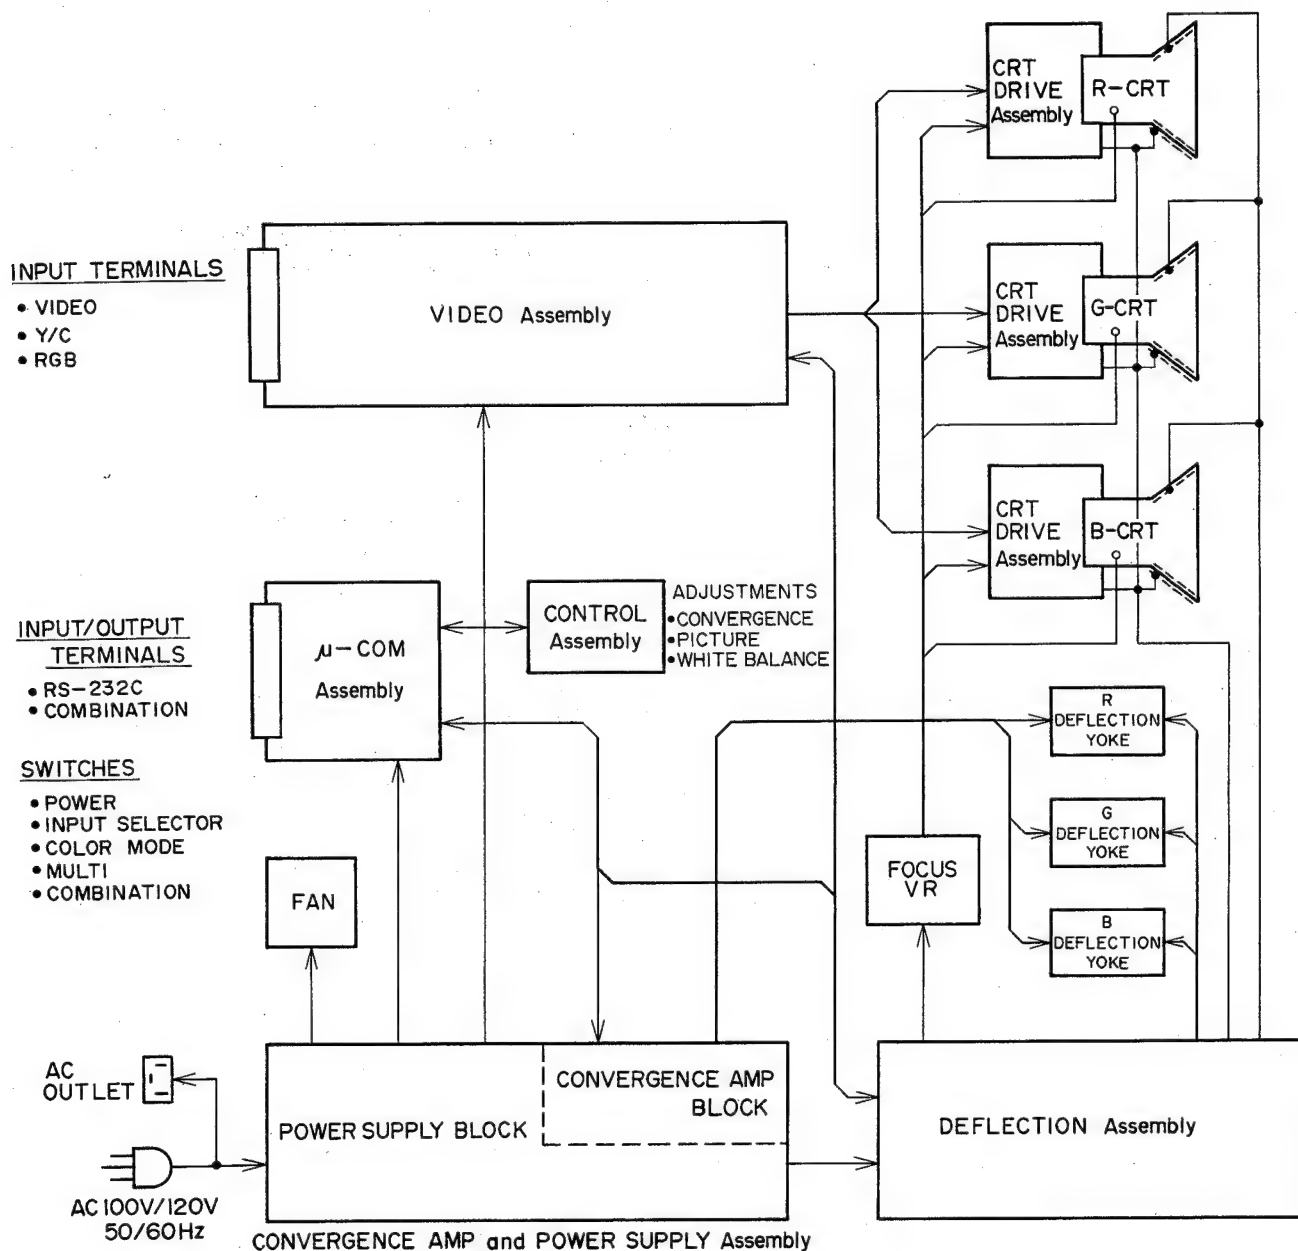 CRT
DRIVE
Assembly
R-CRT
INPUT TERMINALS
• VIDEO
• Y/C
• RGB
VIDEO Assembly
CRT
DRIVE
Assembly
G-CRT
CRT
DRIVE
Assembly
B-CRT
INPUT/OUTPUT
TERMINALS
• RS-232C
• COMBINATION
μ-COM
Assembly
CONTROL
Assembly
ADJUSTMENTS
• CONVERGENCE
• PICTURE
• WHITE BALANCE
SWITCHES
• POWER
• INPUT SELECTOR
• COLOR MODE
• MULTI
• COMBINATION
FAN
FOCUS
VR
R
DEFLECTION
YOKE
G
DEFLECTION
YOKE
B
DEFLECTION
YOKE
AC
OUTLET
AC 100V/120V
50/60Hz
POWER SUPPLY BLOCK
CONVERGENCE AMP
BLOCK
DEFLECTION Assembly
CONVERGENCE AMP and POWER SUPPLY Assembly